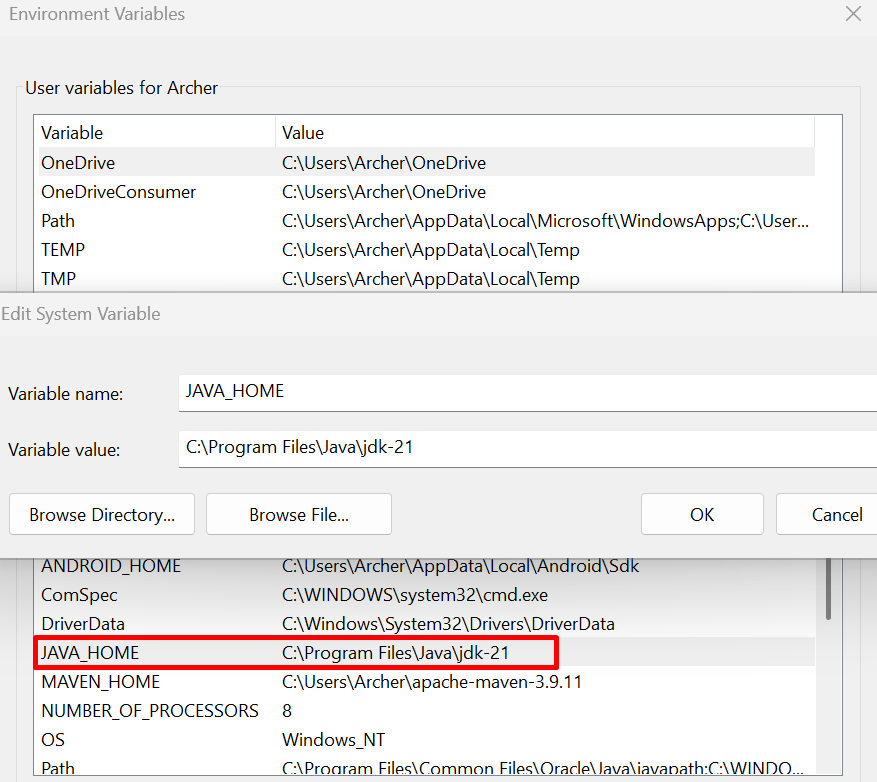 Environment Variables
User variables for Archer
Variable Value
OneDrive C:\Users\Archer\OneDrive
OneDriveConsumer C:\Users\Archer\OneDrive
Path C:\Users\Archer\AppData\Local\Microsoft\WindowsApps;C:\User...
TEMP C:\Users\Archer\AppData\Local\Temp
TMP C:\Users\Archer\AppData\Local\Temp
Edit System Variable
Variable name: JAVA_HOME
Variable value: C:\Program Files\Java\jdk-21
Browse Directory... Browse File... OK Cancel
ANDROID_HOME C:\Users\Archer\AppData\Local\Android\Sdk
ComSpec C:\WINDOWS\system32\cmd.exe
DriverData C:\Windows\System32\Drivers\DriverData
JAVA_HOME C:\Program Files\Java\jdk-21
MAVEN_HOME C:\Users\Archer\apache-maven-3.9.11
NUMBER_OF_PROCESSORS 8
OS Windows_NT
Path C:\Program Files\Common Files\Oracle\Java\javapath;C:\WINDO...